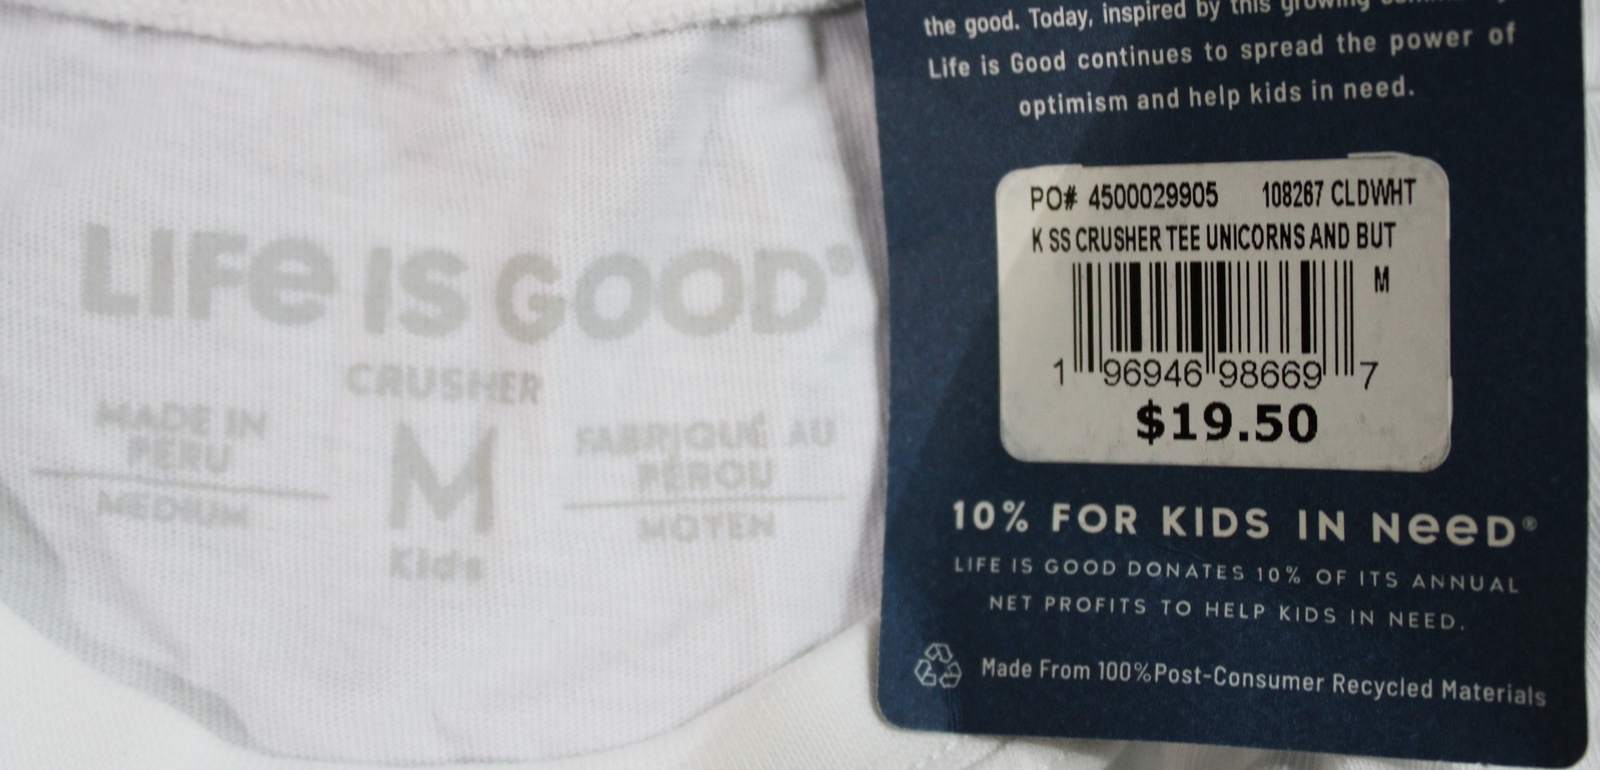 LIFe IS GOOD®
CRUSHER
MADE IN
PERU
MEDIUM
M
Kids
FABRIQUÉ AU
PÉROU
MOYEN
the good. Today, inspired by this growing
Life is Good continues to spread the power of
optimism and help kids in need.
PO# 4500029905 108267 CLDWHT
K SS CRUSHER TEE UNICORNS AND BUT
M
1 96946 98669 7
$19.50
10% FOR KIDS IN NeeD®
LIFE IS GOOD DONATES 10% OF ITS ANNUAL
NET PROFITS TO HELP KIDS IN NEED.
Made From 100%Post-Consumer Recycled Materials